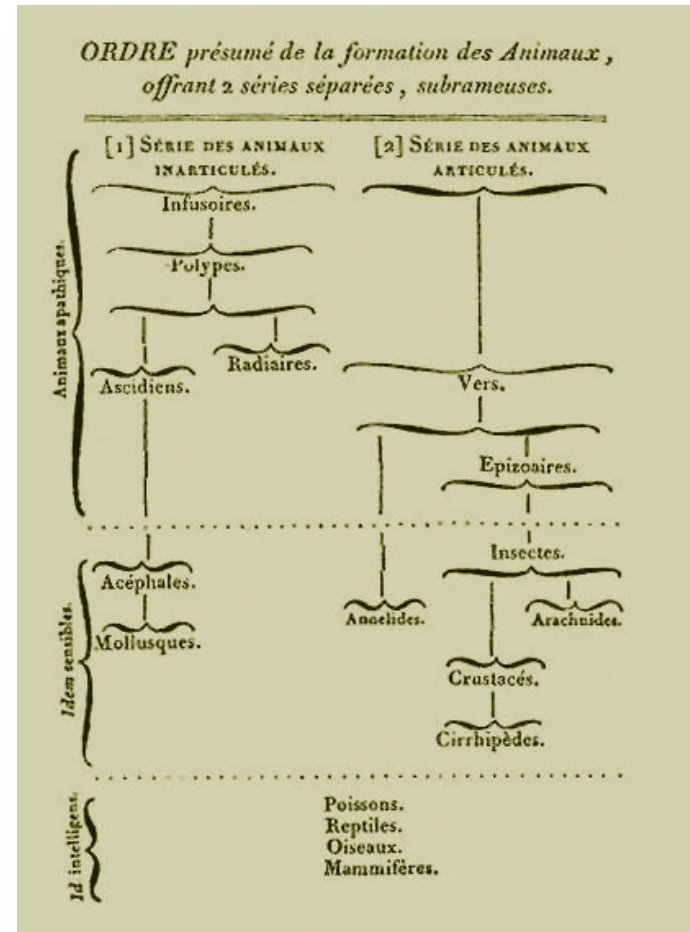 ORDRE présumé de la formation des Animaux,
offrant 2 séries séparées, subrameuses.
[1] SÉRIE DES ANIMAUX
INARTICULÉS.
[2] SÉRIE DES ANIMAUX
ARTICULÉS.
Animaux apathiques.
Infusoires.
Polypes.
Radiaires.
Ascidiens.
Vers.
Epizoaires.
Idem sensibles.
Insectes.
Acéphales.
Annelides.
Arachnides.
Mollusques.
Crustacés.
Cirrhipèdes.
Id intelligens.
Poissons.
Reptiles.
Oiseaux.
Mammifères.